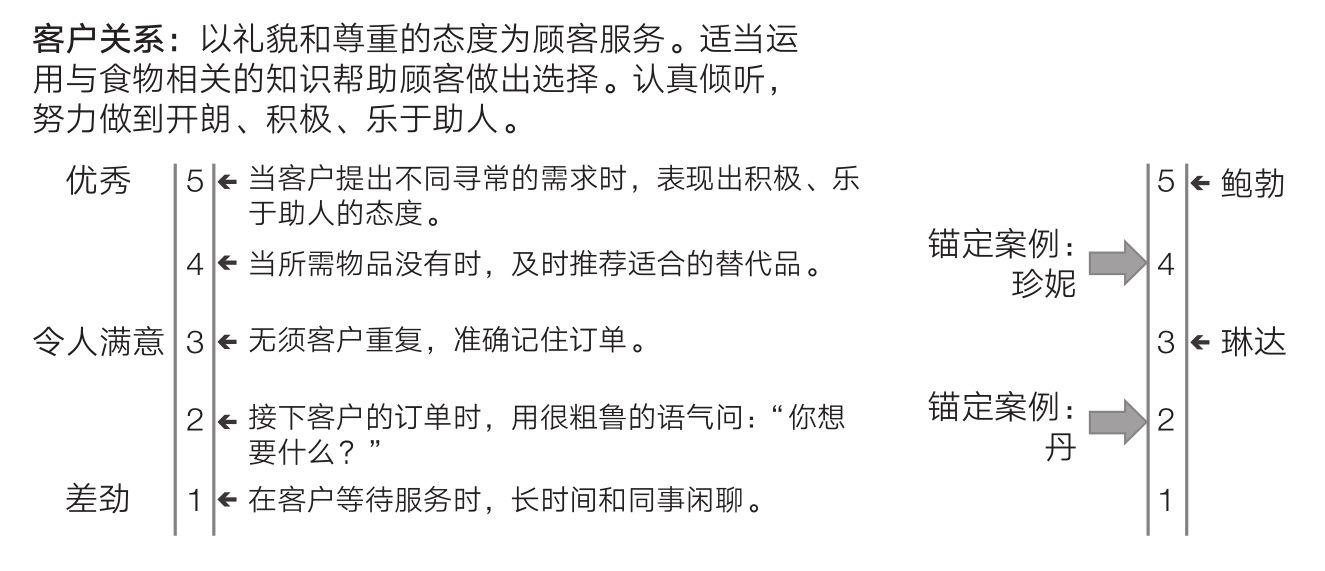 客户关系：以礼貌和尊重的态度为顾客服务。适当运
用与食物相关的知识帮助顾客做出选择。认真倾听，
努力做到开朗、积极、乐于助人。
优秀
5
当客户提出不同寻常的需求时，表现出积极、乐
于助人的态度。
4
当所需物品没有时，及时推荐适合的替代品。
令人满意
3
无须客户重复，准确记住订单。
2
接下客户的订单时，用很粗鲁的语气问：“你想
要什么？”
差劲
1
在客户等待服务时，长时间和同事闲聊。
5
鲍勃
锚定案例：
珍妮
4
3
琳达
锚定案例：
丹
2
1